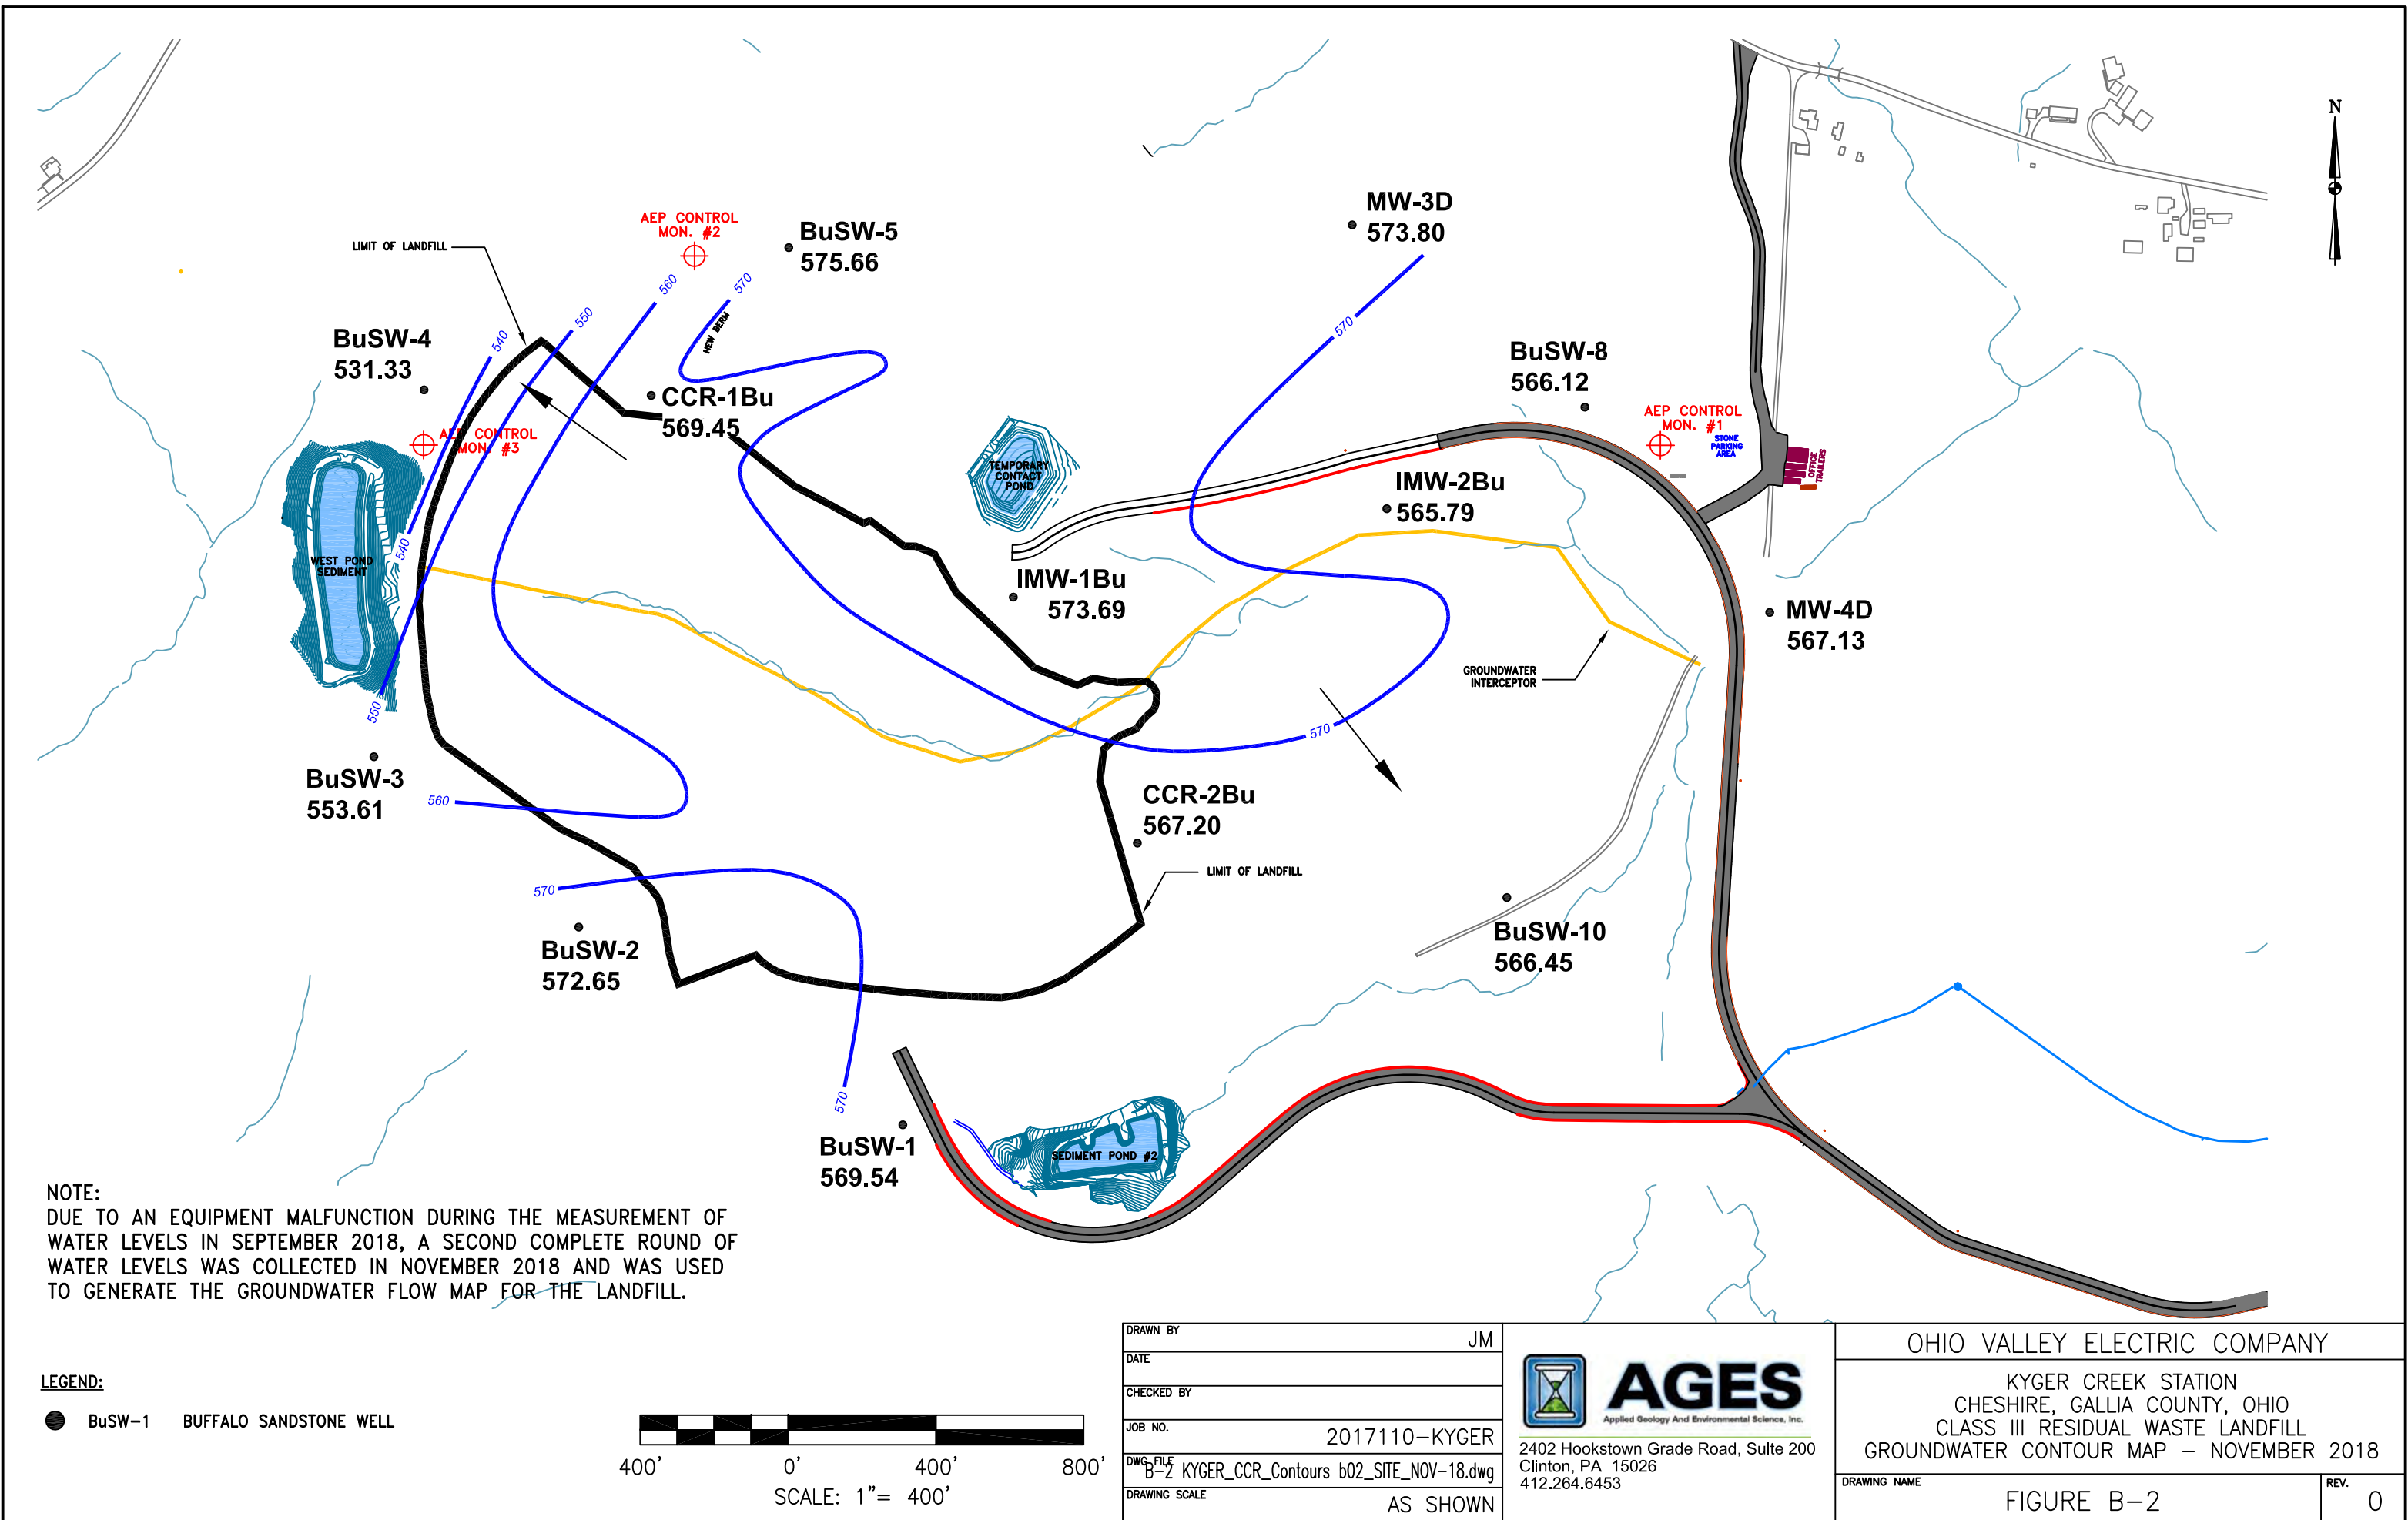 N
MW-3D
573.80
AEP CONTROL
MON. #2
BuSW-5
575.66
LIMIT OF LANDFILL
570
560
550
540
NEW BERM
570
BuSW-4
531.33
BuSW-8
566.12
CCR-1Bu
569.45
AEP CONTROL
MON. #3
AEP CONTROL
MON. #1
STONE
PARKING
AREA
OFFICE
TRAILERS
TEMPORARY
CONTACT
POND
IMW-2Bu
565.79
540
WEST POND
SEDIMENT
IMW-1Bu
573.69
MW-4D
567.13
GROUNDWATER
INTERCEPTOR
550
570
BuSW-3
553.61
560
CCR-2Bu
567.20
LIMIT OF LANDFILL
570
BuSW-2
572.65
BuSW-10
566.45
570
BuSW-1
569.54
SEDIMENT POND #2
NOTE:
DUE TO AN EQUIPMENT MALFUNCTION DURING THE MEASUREMENT OF
WATER LEVELS IN SEPTEMBER 2018, A SECOND COMPLETE ROUND OF
WATER LEVELS WAS COLLECTED IN NOVEMBER 2018 AND WAS USED
TO GENERATE THE GROUNDWATER FLOW MAP FOR THE LANDFILL.
LEGEND:
BuSW-1 BUFFALO SANDSTONE WELL
400' 0' 400' 800'
SCALE: 1"= 400'
DRAWN BY JM
DATE
CHECKED BY
JOB NO. 2017110-KYGER
DWG FILE B-2 KYGER_CCR_Contours b02_SITE_NOV-18.dwg
DRAWING SCALE AS SHOWN
AGES
Applied Geology And Environmental Science, Inc.
2402 Hookstown Grade Road, Suite 200
Clinton, PA 15026
412.264.6453
OHIO VALLEY ELECTRIC COMPANY
KYGER CREEK STATION
CHESHIRE, GALLIA COUNTY, OHIO
CLASS III RESIDUAL WASTE LANDFILL
GROUNDWATER CONTOUR MAP - NOVEMBER 2018
DRAWING NAME FIGURE B-2
REV. 0